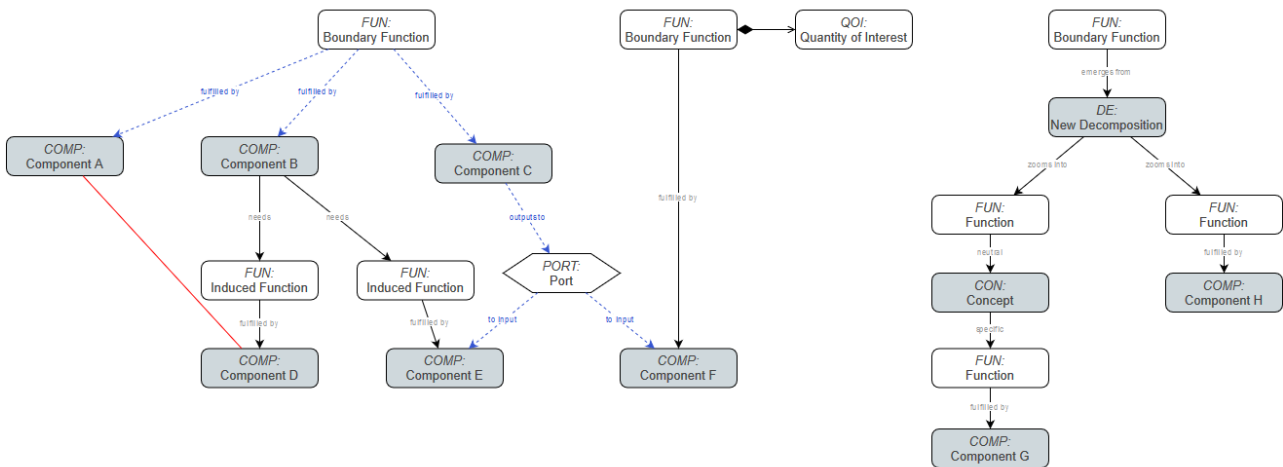 FUN:
Boundary Function
FUN:
Boundary Function
QOI:
Quantity of Interest
FUN:
Boundary Function
emerges from
fulfilled by
fulfilled by
fulfilled by
DE:
New Decomposition
COMP:
Component A
COMP:
Component B
COMP:
Component C
zooms into
zooms into
fulfilled by
needs
needs
outputs to
FUN:
Function
FUN:
Function
neutral
fulfilled by
FUN:
Induced Function
FUN:
Induced Function
PORT:
Port
CON:
Concept
COMP:
Component H
fulfilled by
fulfilled by
to input
to input
specific
COMP:
Component D
COMP:
Component E
COMP:
Component F
FUN:
Function
fulfilled by
COMP:
Component G